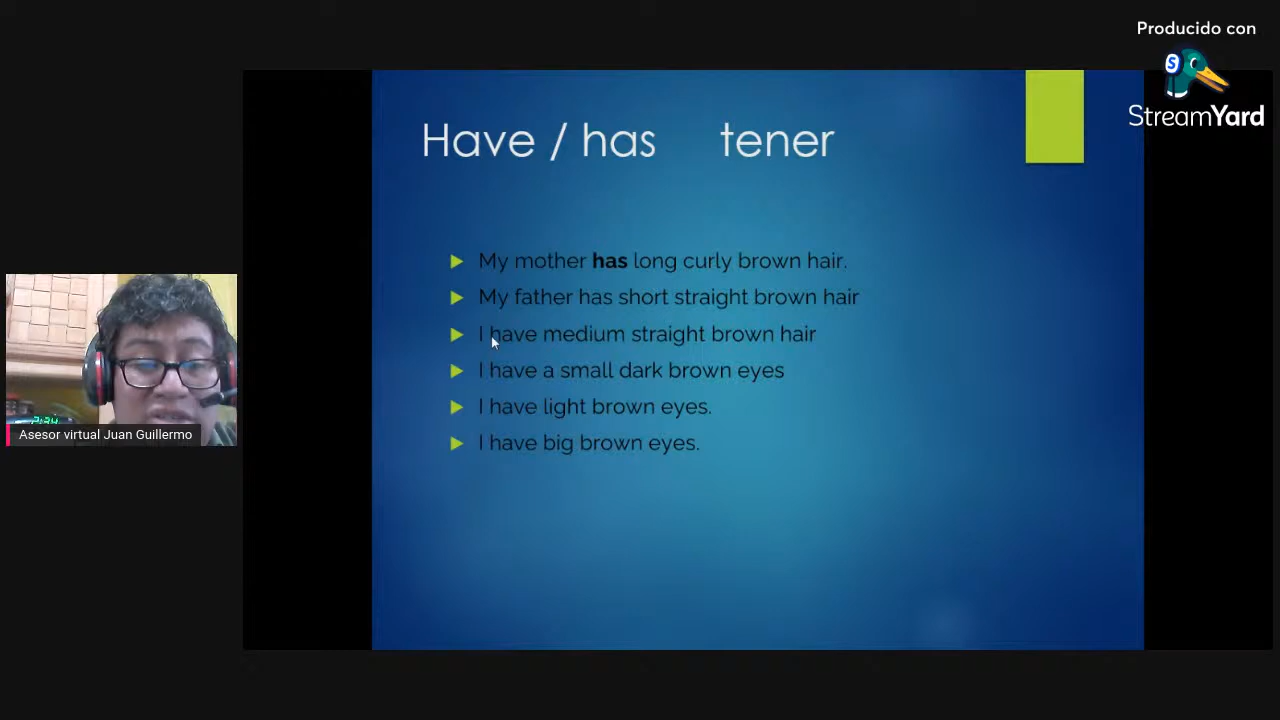 Producido con
StreamYard
Have / has tener
My mother has long curly brown hair.
My father has short straight brown hair
I have medium straight brown hair
I have a small dark brown eyes
I have light brown eyes.
I have big brown eyes.
Asesor virtual Juan Guillermo